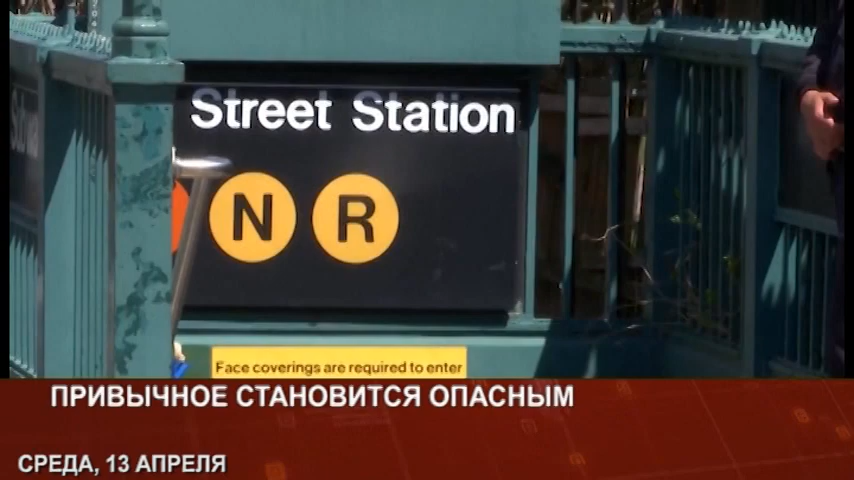 Street Station
N R
Face coverings are required to enter
ПРИВЫЧНОЕ СТАНОВИТСЯ ОПАСНЫМ
СРЕДА, 13 АПРЕЛЯ